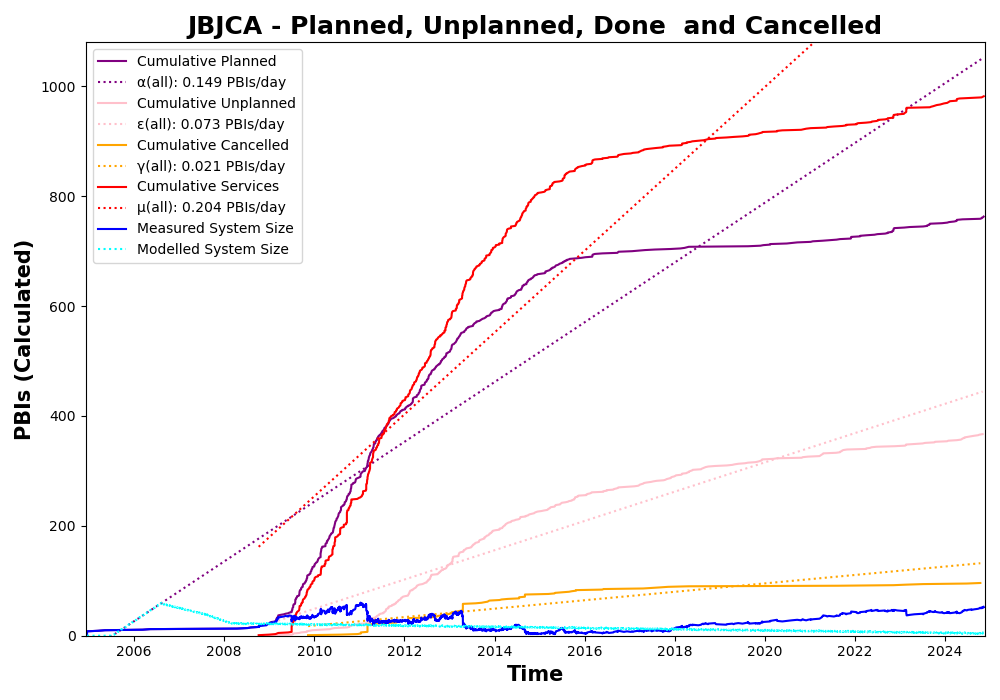 JBJCA - Planned, Unplanned, Done  and Cancelled
Cumulative Planned
α(all): 0.149 PBIs/day
Cumulative Unplanned
ε(all): 0.073 PBIs/day
Cumulative Cancelled
γ(all): 0.021 PBIs/day
Cumulative Services
μ(all): 0.204 PBIs/day
Measured System Size
Modelled System Size
PBIs (Calculated)
1000
800
600
400
200
0
2006 2008 2010 2012 2014 2016 2018 2020 2022 2024
Time